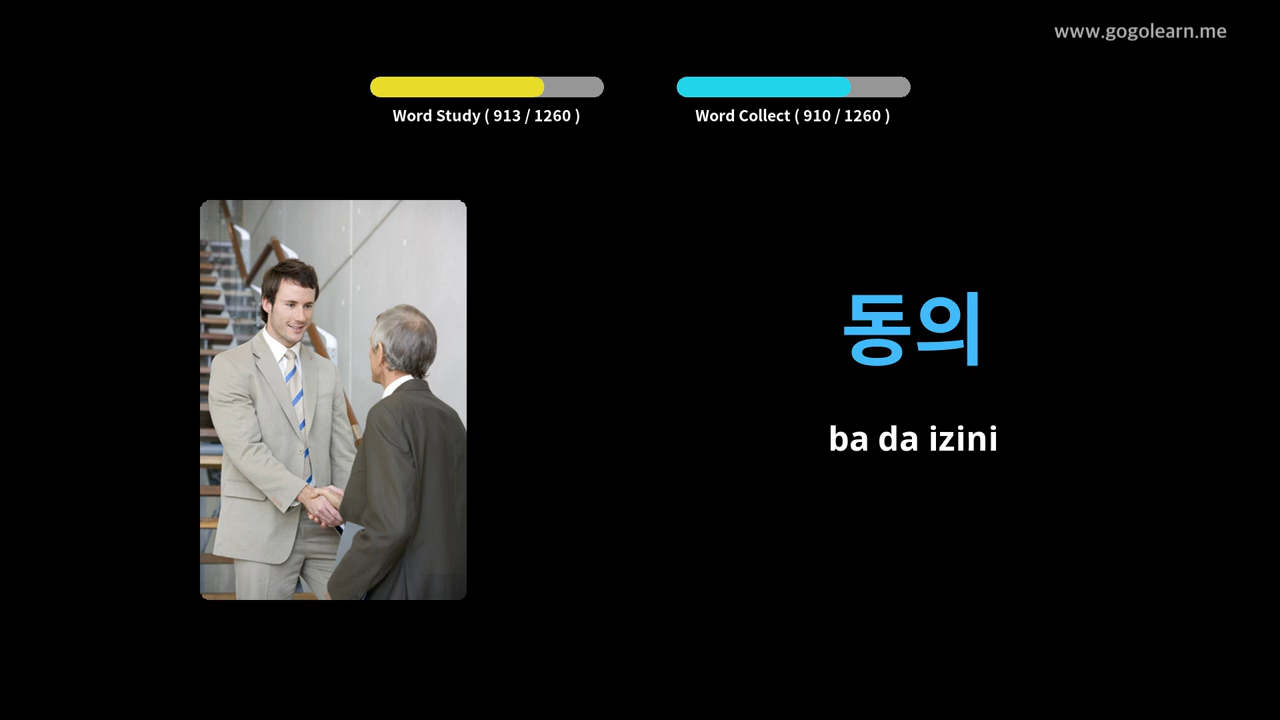 www.gogolearn.me
Word Study ( 913 / 1260 )
Word Collect ( 910 / 1260 )
동의
ba da izini